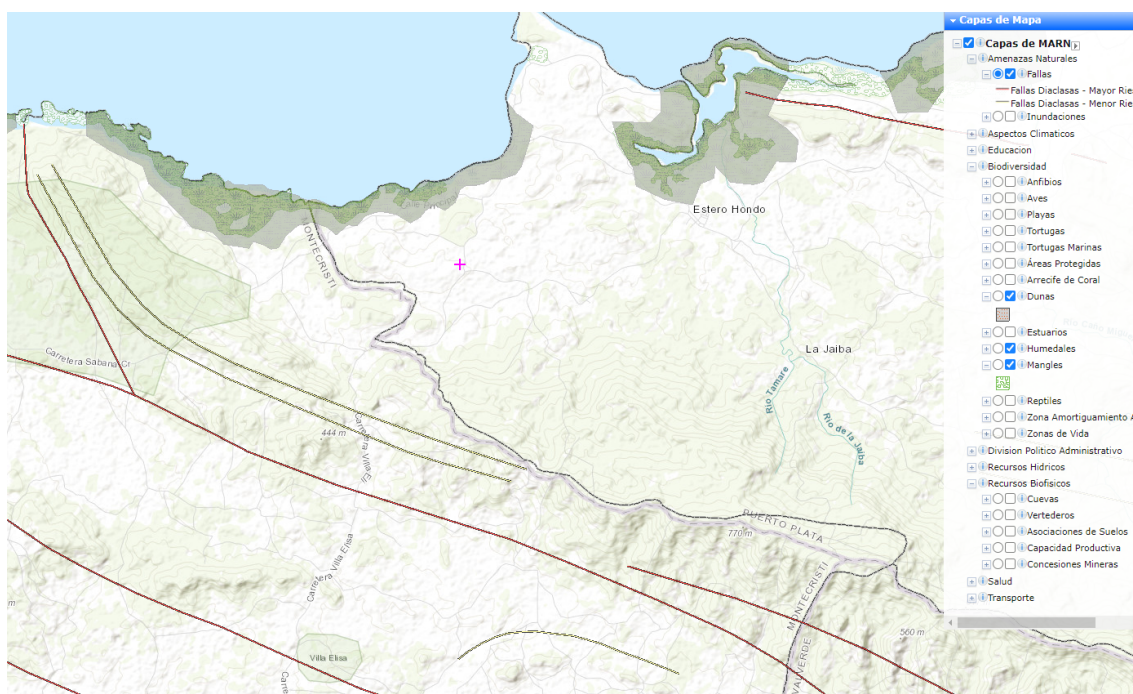 Capas de Mapa
Capas de MARN
Amenazas Naturales
Fallas
Fallas Diaclasas - Mayor Rie
Fallas Diaclasas - Menor Rie
Inundaciones
Aspectos Climaticos
Educacion
Biodiversidad
Anfibios
Aves
Playas
Tortugas
Tortugas Marinas
Áreas Protegidas
Arrecife de Coral
Dunas
Estuarios
Humedales
Mangles
Reptiles
Zona Amortiguamiento A
Zonas de Vida
Division Politico Administrativo
Recursos Hidricos
Recursos Biofisicos
Cuevas
Vertederos
Asociaciones de Suelos
Capacidad Productiva
Concesiones Mineras
Salud
Transporte
Estero Hondo
MONTECRISTI
La Jaiba
Carretera Sabana Cr
Rio Tamare
Rio de la Jaiba
444 m
Carretera Villa Eli
PUERTO PLATA
770 m
Carretera Villa Elisa
MONTECRISTI
VALVERDE
560 m
Villa Elisa
Carre
m